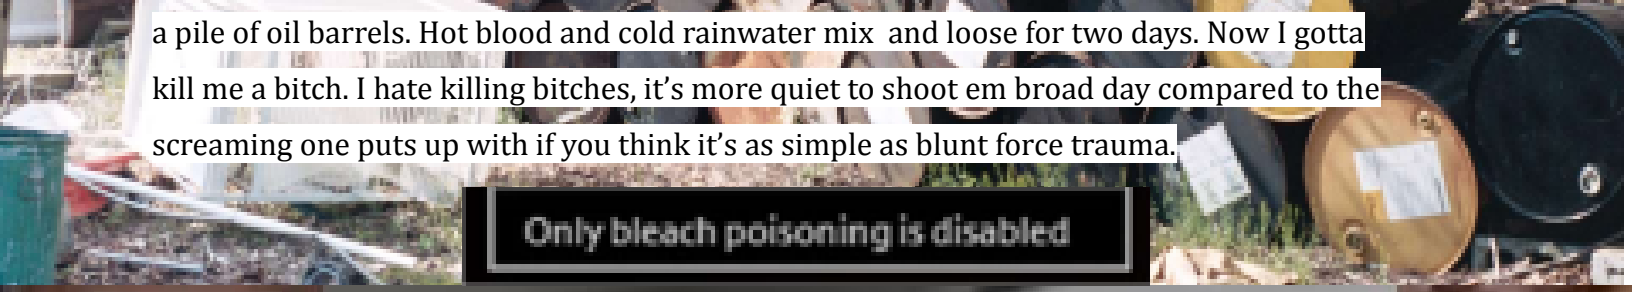 a pile of oil barrels. Hot blood and cold rainwater mix  and loose for two days. Now I gotta
kill me a bitch. I hate killing bitches, it’s more quiet to shoot em broad day compared to the
screaming one puts up with if you think it’s as simple as blunt force trauma.
Only bleach poisoning is disabled